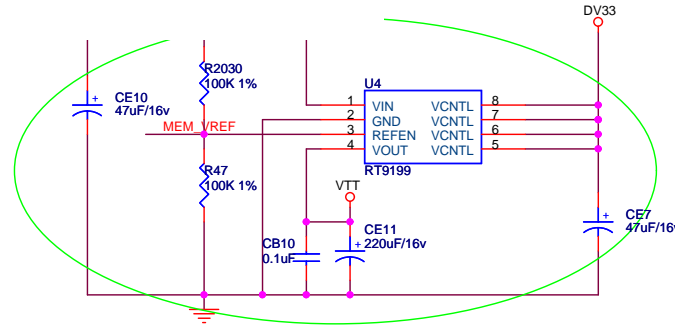 DV33
R2030
100K 1%
CE10
47uF/16v
U4
1 VIN VCNTL 8
2 GND VCNTL 7
MEM_VREF 3 REFEN VCNTL 6
4 VOUT VCNTL 5
R47
100K 1%
RT9199
VTT
CE7
47uF/16v
CE11
220uF/16v
CB10
0.1uF